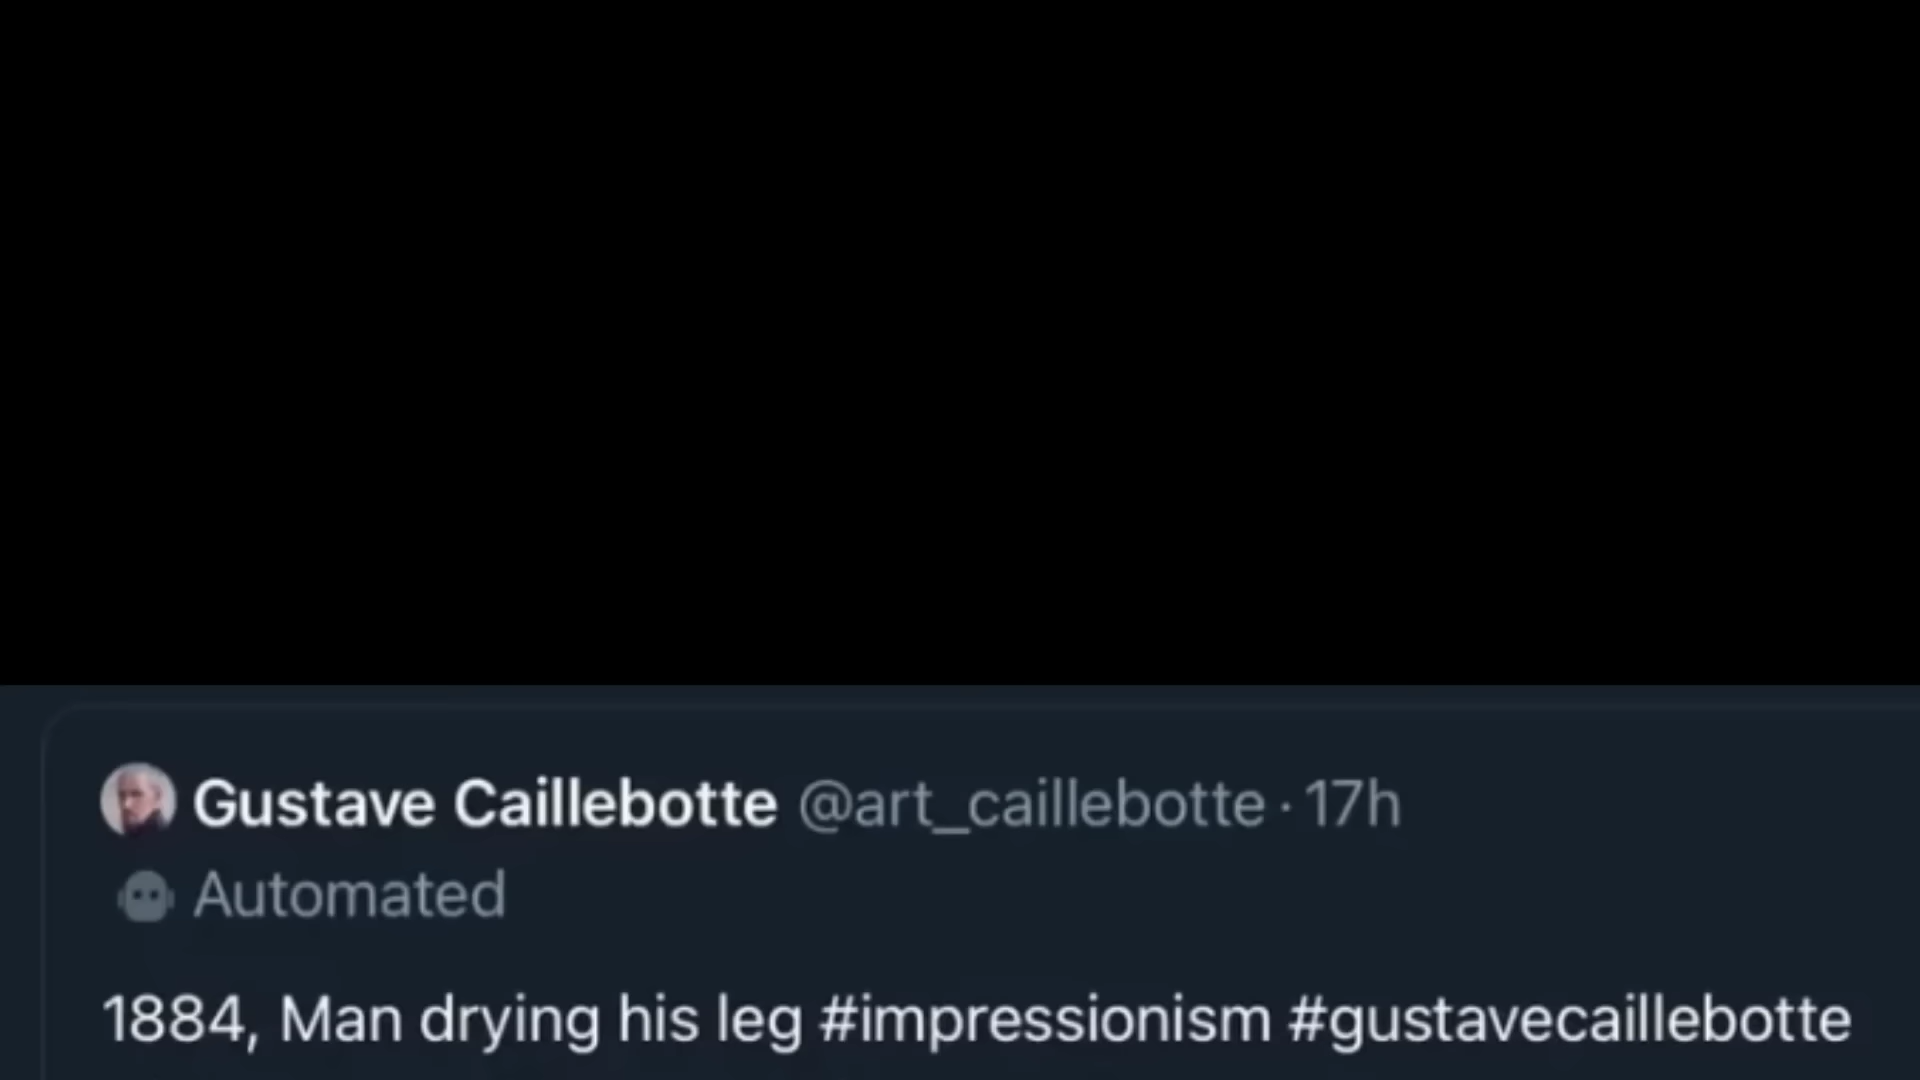 Gustave Caillebotte @art_caillebotte · 17h
Automated
1884, Man drying his leg #impressionism #gustavecaillebotte